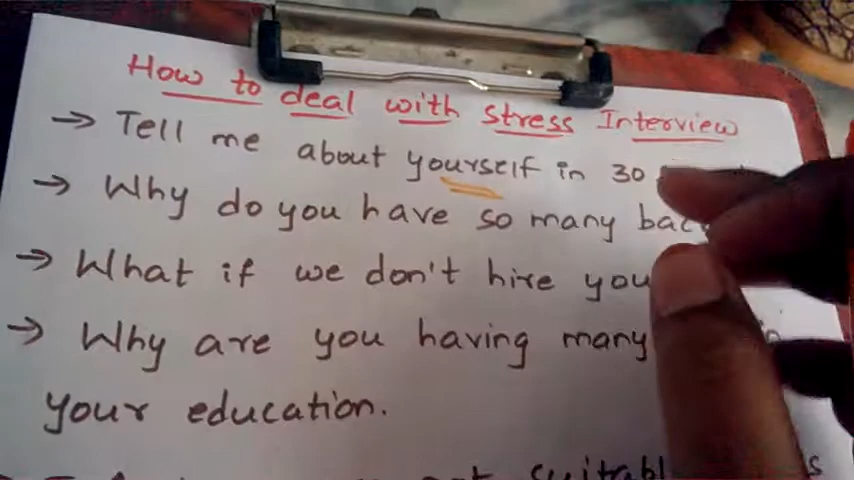 How to deal with stress Interview
→ Tell me about yourself in 30
→ Why do you have so many
→ What if we don't hire you
→ Why are you having many
your education.
suitabl